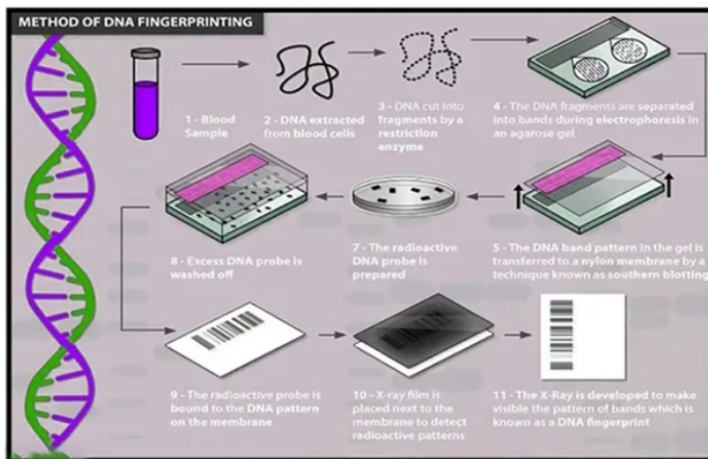 METHOD OF DNA FINGERPRINTING
1 - Blood
Sample
2 - DNA extracted
from blood cells
3 - DNA cut into
fragments by a
restriction
enzyme
4 - The DNA fragments are separated
into bands during electrophoresis in
an agarose gel
5 - The DNA band pattern in the gel is
transferred to a nylon membrane by a
technique known as southern blotting
7 - The radioactive
DNA probe is
prepared
8 - Excess DNA probe is
washed off
9 - The radioactive probe is
bound to the DNA pattern
on the membrane
10 - X-ray film is
placed next to the
membrane to detect
radioactive patterns
11 - The X-Ray is developed to make
visible the pattern of bands which is
known as a DNA fingerprint